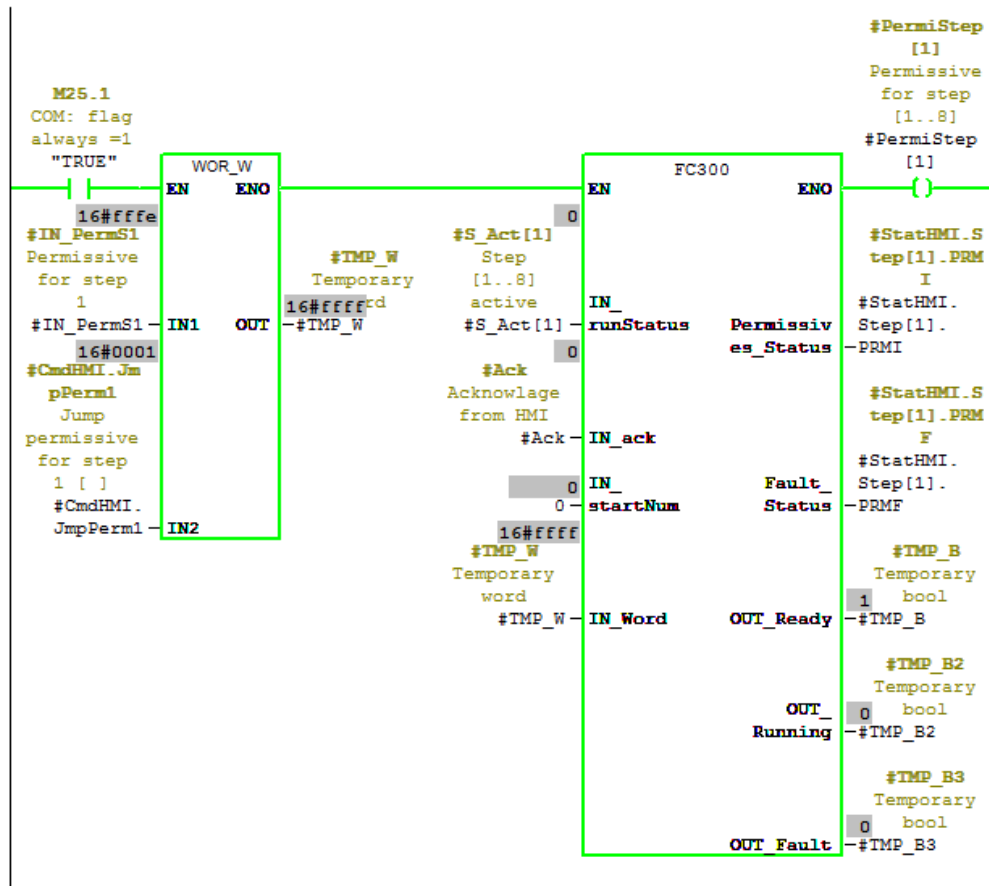 #PermiStep
[1]
Permissive
for step
[1..8]
#PermiStep
[1]
M25.1
COM: flag
always =1
"TRUE"
WOR_W
EN ENO
16#fffe
#IN_PermS1
Permissive
for step
1
#IN_PermS1
IN1 OUT
#TMP_W
Temporary
16#ffff rd
#TMP_W
16#0001
#CmdHMI.Jm
pPerm1
Jump
permissive
for step
1 [ ]
#CmdHMI.
JmpPerm1
IN2
FC300
EN ENO
0
#S_Act[1]
Step
[1..8]
active
#S_Act[1]
IN_
runStatus
Permissiv
es_Status
#StatHMI.S
tep[1].PRM
I
#StatHMI.
Step[1].
PRMI
0
#Ack
Acknowlage
from HMI
#Ack
IN_ack
#StatHMI.S
tep[1].PRM
F
#StatHMI.
Step[1].
PRMF
0
0
IN_
startNum
Fault_
Status
16#ffff
#TMP_W
Temporary
word
#TMP_W
IN_Word
OUT_Ready
#TMP_B
Temporary
1 bool
#TMP_B
OUT_
Running
#TMP_B2
Temporary
0 bool
#TMP_B2
OUT_Fault
#TMP_B3
Temporary
0 bool
#TMP_B3